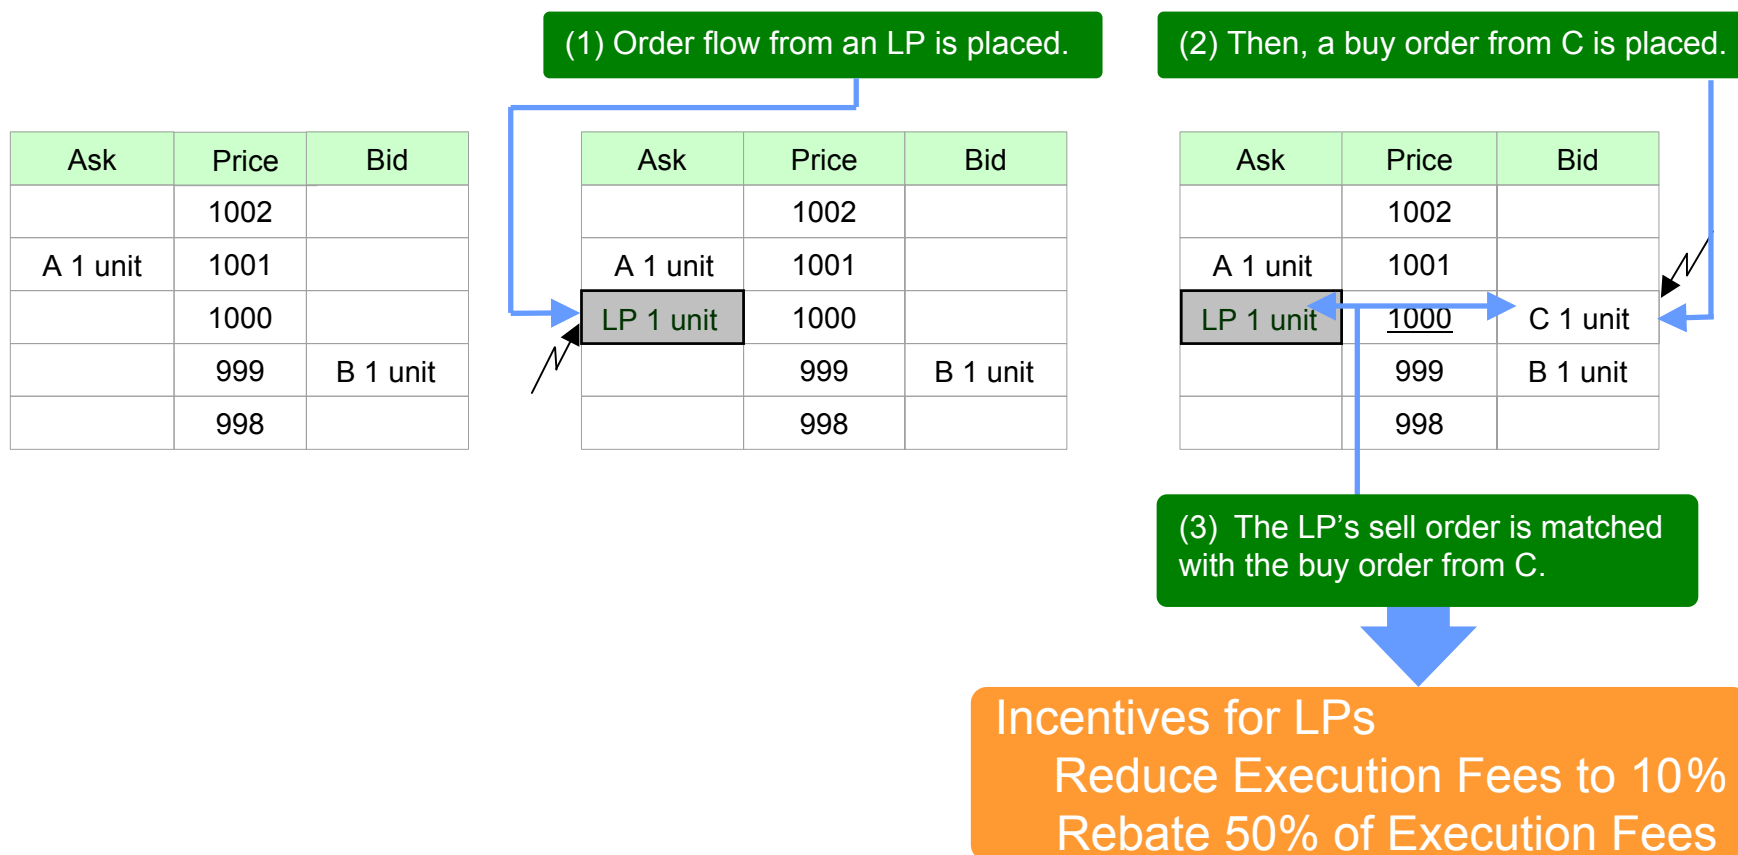 (1) Order flow from an LP is placed.
(2) Then, a buy order from C is placed.
Ask Price Bid
1002
A 1 unit 1001
1000
999 B 1 unit
998
Ask Price Bid
1002
A 1 unit 1001
LP 1 unit 1000
999 B 1 unit
998
Ask Price Bid
1002
A 1 unit 1001
LP 1 unit 1000 C 1 unit
999 B 1 unit
998
(3) The LP’s sell order is matched
with the buy order from C.
Incentives for LPs
Reduce Execution Fees to 10%
Rebate 50% of Execution Fees